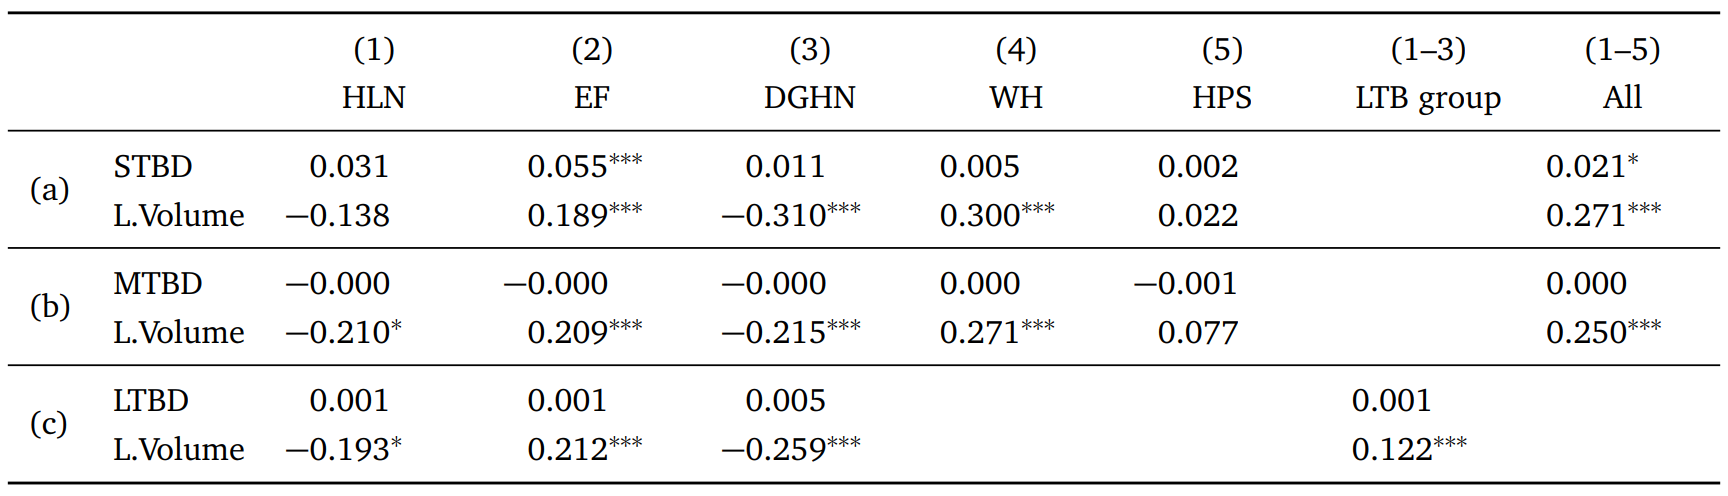 (1) (2) (3) (4) (5) (1–3) (1–5)
HLN EF DGHN WH HPS LTB group All
(a) STBD 0.031 0.055*** 0.011 0.005 0.002 0.021*
L.Volume −0.138 0.189*** −0.310*** 0.300*** 0.022 0.271***
(b) MTBD −0.000 −0.000 −0.000 0.000 −0.001 0.000
L.Volume −0.210* 0.209*** −0.215*** 0.271*** 0.077 0.250***
(c) LTBD 0.001 0.001 0.005 0.001
L.Volume −0.193* 0.212*** −0.259*** 0.122***